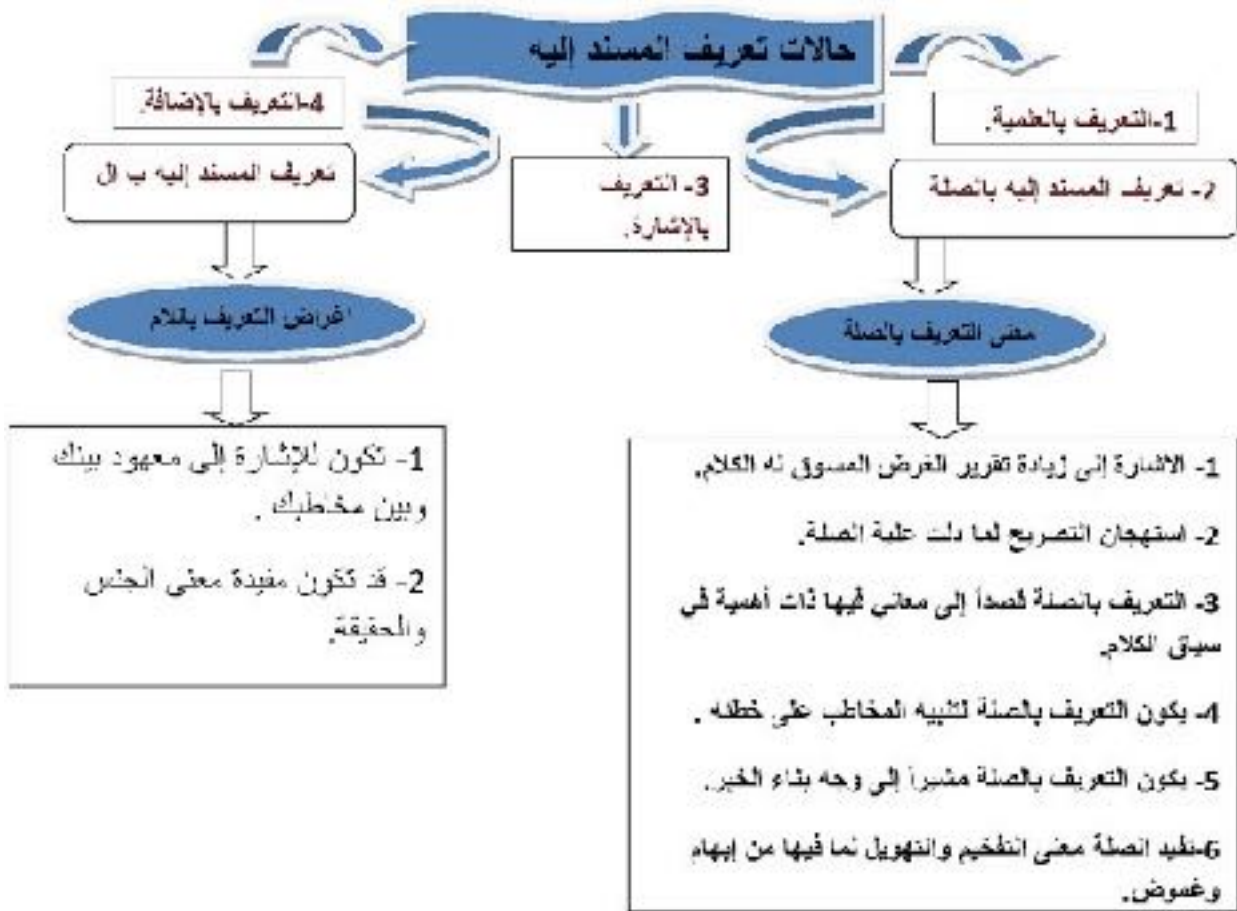 حالات تعريف المسند إليه
1-التعريف بالعلمية.
2- تعريف المسند إليه بالصلة
3- التعريف
بالإشارة.
4-التعريف بالإضافة.
تعريف المسند إليه ب ال
معنى التعريف بالصلة
1- الاشارة إلى زيادة تقرير الغرض المسوق له الكلام.
2- استهجان التصريح لما دلت علية الصلة.
3- التعريف بالصلة قصداً إلى معاني فيها ذات أهمية في
سياق الكلام.
4- يكون التعريف بالصلة لتنبيه المخاطب على خطئه .
5- يكون التعريف بالصلة مشيراً إلى وجه بناء الخبر.
6-تفيد الصلة معنى التفخيم والتهويل لما فيها من إبهام
وغموض.
اغراض التعريف باللام
1- تكون للإشارة إلى معهود بينك
وبين مخاطبك .
2- قد تكون مفيدة معنى الجنس
والحقيقة.